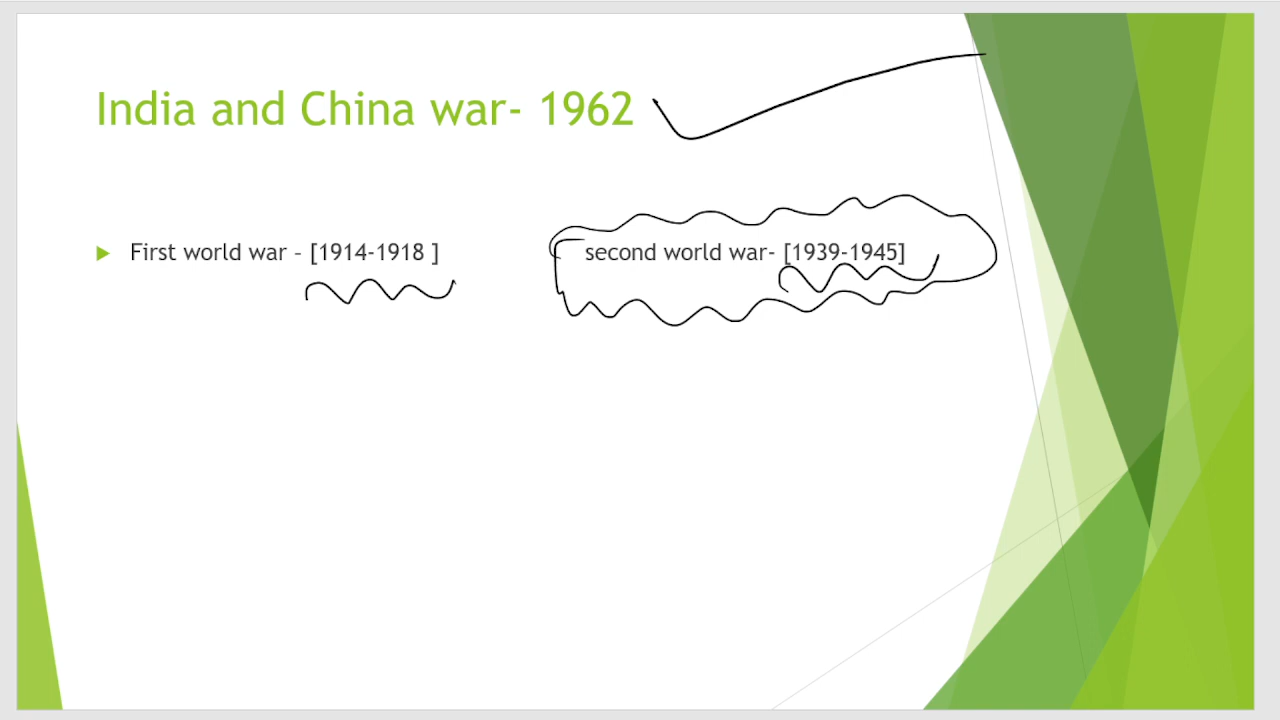 India and China war- 1962
First world war – [1914-1918 ] second world war- [1939-1945]